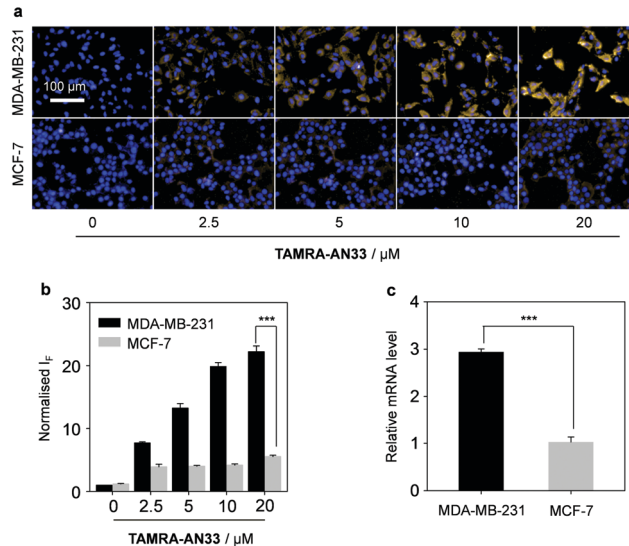 a
MDA-MB-231
100 µm
MCF-7
0 2.5 5 10 20
TAMRA-AN33 / µM
b
30
20
10
0
Normalised I_F
MDA-MB-231
MCF-7
***
0 2.5 5 10 20
TAMRA-AN33 / µM
c
4
3
2
1
0
Relative mRNA level
***
MDA-MB-231 MCF-7